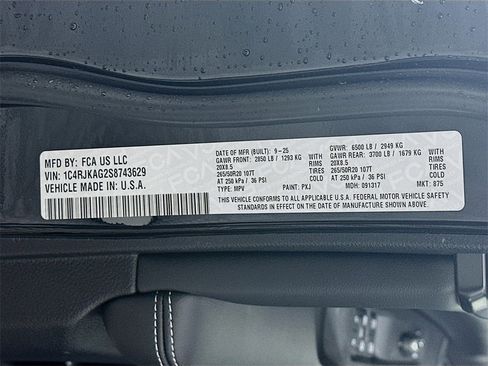 MFD BY: FCA US LLC
VIN: 1C4RJKAG2S8743629
VEHICLE MADE IN U.S.A.
DATE OF MFR (BUILT): 9-25 GVWR: 6500 LB / 2949 KG
GAWR FRONT: 2850 LB / 1293 KG WITH GAWR REAR: 3700 LB / 1679 KG WITH
20X8.5 RIMS 20X8.5 RIMS
265/50R20 107T TIRES 265/50R20 107T TIRES
AT 250 kPa / 36 PSI COLD AT 250 kPa / 36 PSI COLD
TYPE: MPV PAINT: PXJ MDH: 091317 MKT: 875
THIS VEHICLE CONFORMS TO ALL APPLICABLE U.S.A. FEDERAL MOTOR VEHICLE SAFETY
STANDARDS IN EFFECT ON THE DATE OF MANUFACTURE SHOWN ABOVE.